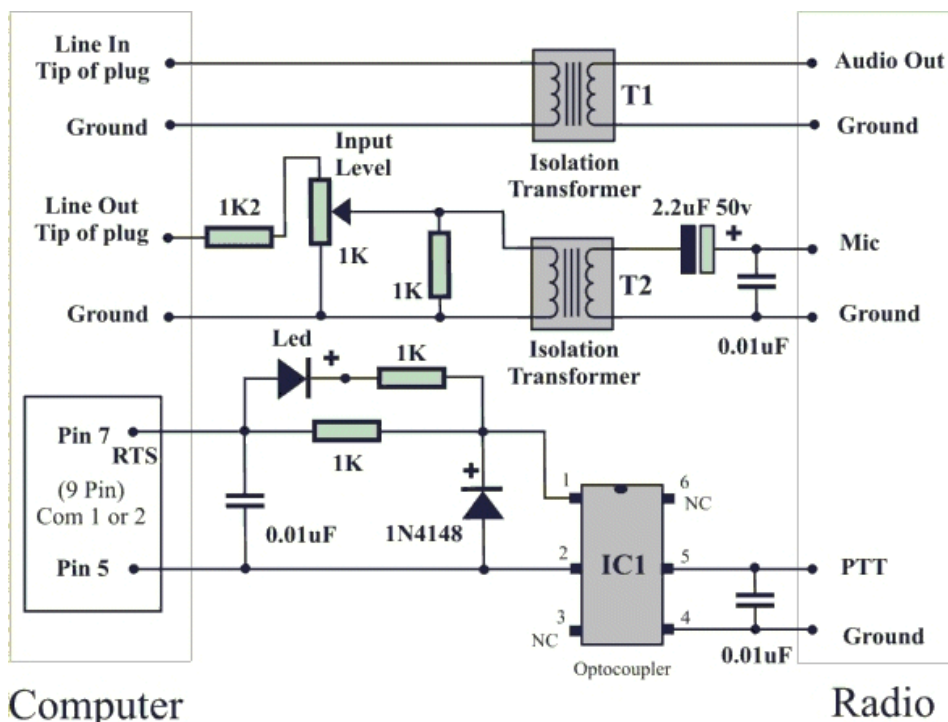 Line In
Tip of plug
Audio Out
T1
Ground
Ground
Input
Level
Isolation
Transformer
Line Out
Tip of plug
1K2
2.2uF 50v
+
Mic
1K
1K
T2
Ground
Ground
0.01uF
Led
+
1K
Isolation
Transformer
Pin 7
RTS
1K
+
1
6
NC
(9 Pin)
Com 1 or 2
0.01uF
1N4148
Pin 5
2
IC1
5
PTT
3
NC
4
Ground
0.01uF
Optocoupler
Computer
Radio